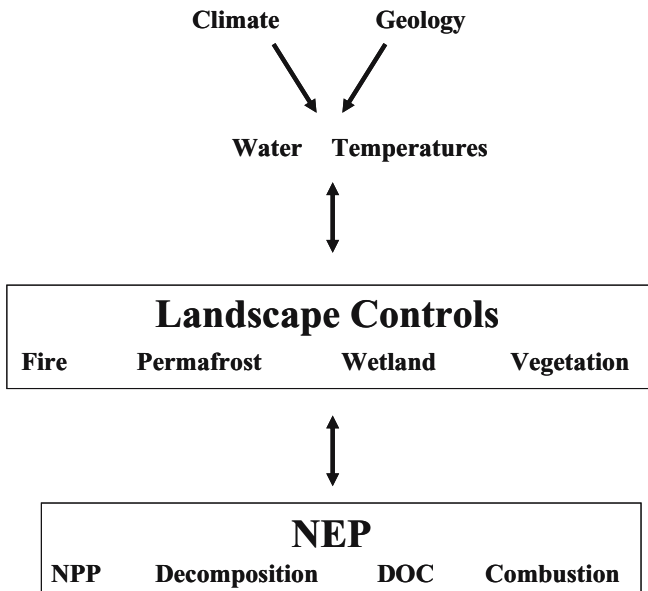 Climate Geology
Water Temperatures
Landscape Controls
Fire Permafrost Wetland Vegetation
NEP
NPP Decomposition DOC Combustion